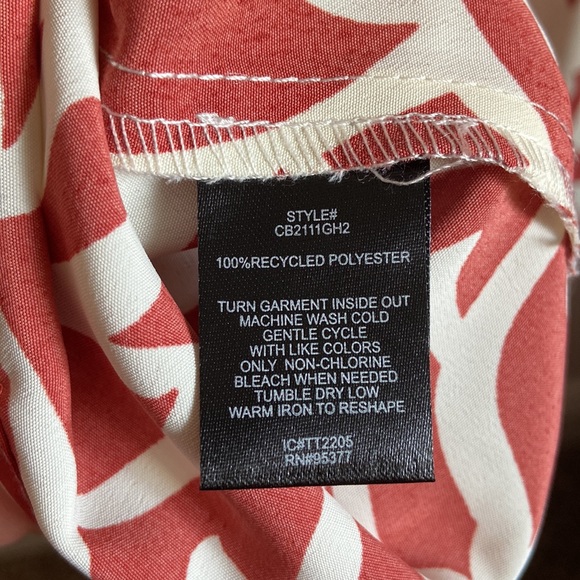 STYLE#
CB2111GH2
100%RECYCLED POLYESTER
TURN GARMENT INSIDE OUT
MACHINE WASH COLD
GENTLE CYCLE
WITH LIKE COLORS
ONLY NON-CHLORINE
BLEACH WHEN NEEDED
TUMBLE DRY LOW
WARM IRON TO RESHAPE
IC#TT2205
RN#95377